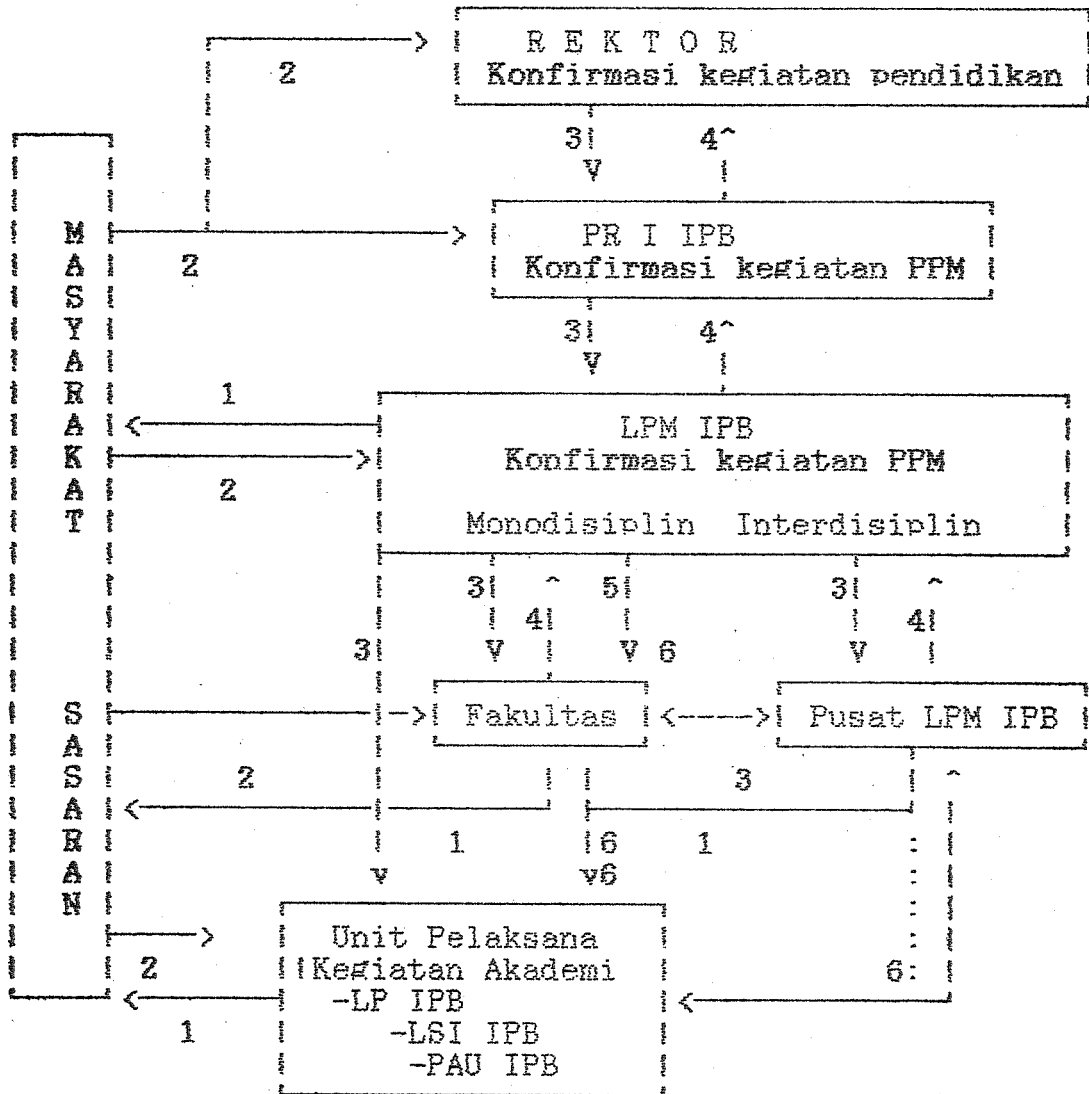 R E K T O R
Konfirmasi kegiatan pendidikan
2
3 4
PR I IPB
Konfirmasi kegiatan PPM
2
3 4
MASYARAKAT SASARAN
1
LPM IPB
Konfirmasi kegiatan PPM
2
Monodisiplin Interdisiplin
3 5 3
4 4
3 6
Fakultas Pusat LPM IPB
2 3
1 6 1
v6
Unit Pelaksana
Kegiatan Akademi
2 6
-LP IPB
1
-LSI IPB
-PAU IPB